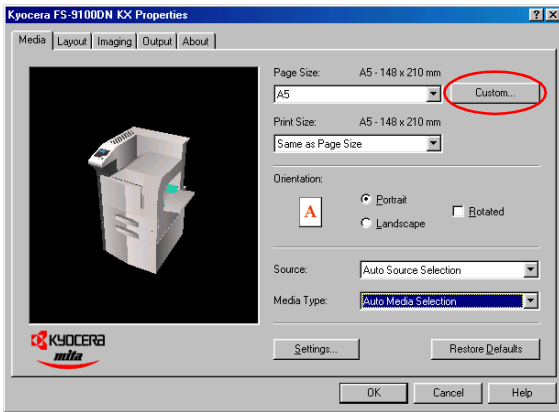 Kyocera FS-9100DN KX Properties
Media Layout Imaging Output About
Page Size: A5 - 148 x 210 mm
A5 Custom...
Print Size: A5 - 148 x 210 mm
Same as Page Size
Orientation:
A Portrait
Landscape
Rotated
Source: Auto Source Selection
Media Type: Auto Media Selection
KYOCERA
mita
Settings... Restore Defaults
OK Cancel Help